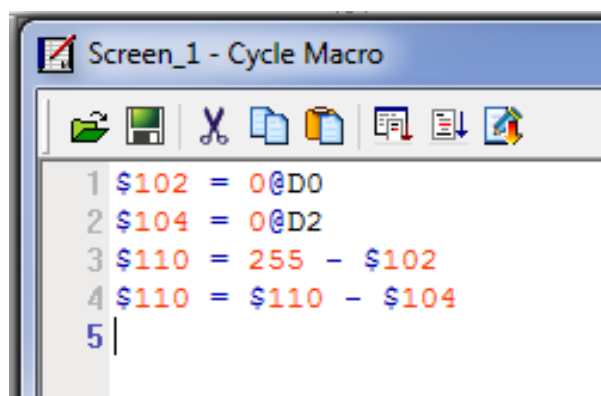 Screen_1 - Cycle Macro
1 $102 = 0@D0
2 $104 = 0@D2
3 $110 = 255 - $102
4 $110 = $110 - $104
5